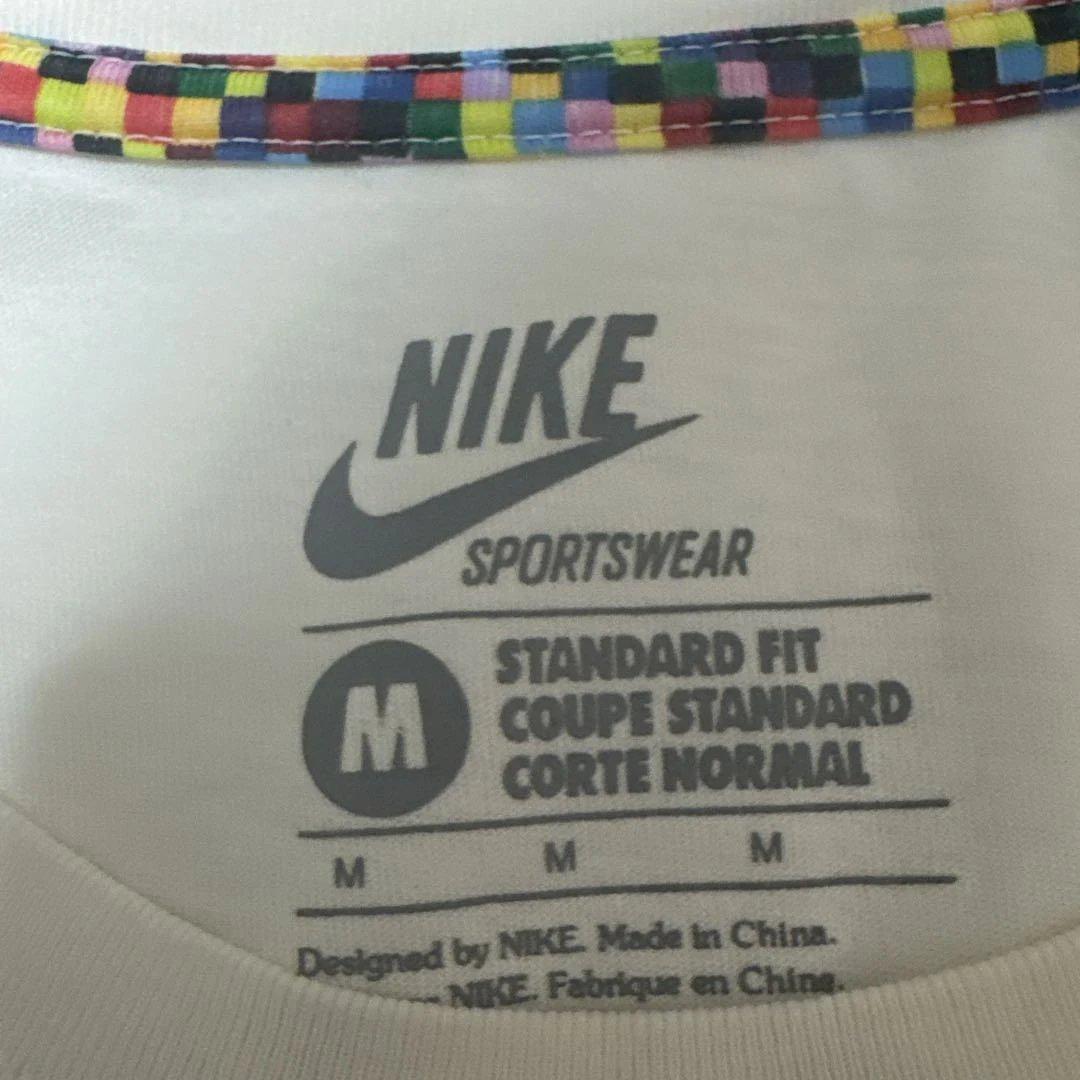 NIKE
SPORTSWEAR
M
STANDARD FIT
COUPE STANDARD
CORTE NORMAL
M M M
Designed by NIKE. Made in China.
NIKE. Fabrique en Chine.